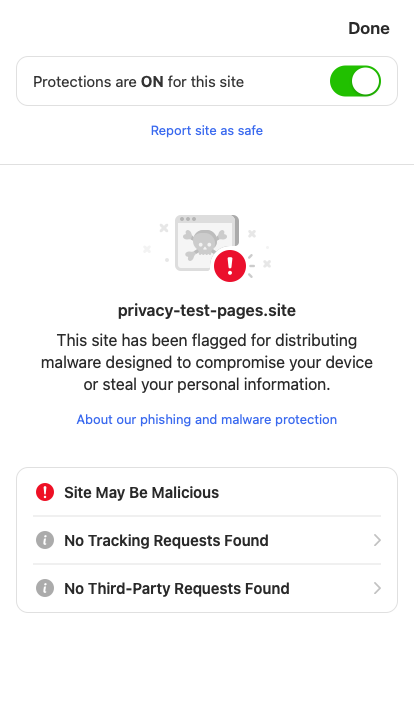 Done
Protections are ON for this site
Report site as safe
privacy-test-pages.site
This site has been flagged for distributing
malware designed to compromise your device
or steal your personal information.
About our phishing and malware protection
Site May Be Malicious
No Tracking Requests Found
No Third-Party Requests Found